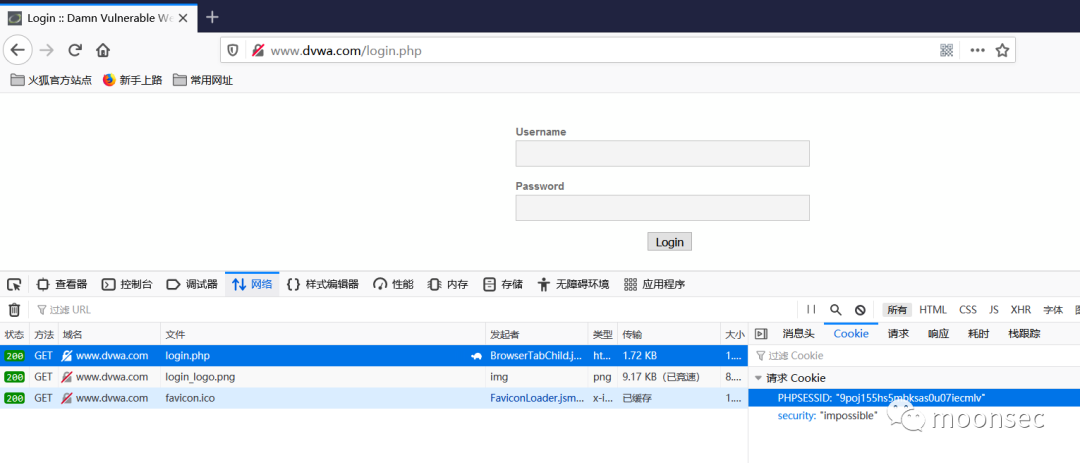 Login :: Damn Vulnerable We
www.dvwa.com/login.php
火狐官方站点 新手上路 常用网址
Username
Password
Login
查看器 控制台 调试器 网络 样式编辑器 性能 内存 存储 无障碍环境 应用程序
过滤 URL 所有 HTML CSS JS XHR 字体
状态 方法 域名 文件 发起者 类型 传输 大小 消息头 Cookie 请求 响应 耗时 栈跟踪
200 GET www.dvwa.com login.php BrowserTabChild.j... ht... 1.72 KB 1....
过滤 Cookie
200 GET www.dvwa.com login_logo.png img png 9.17 KB（已竞速） 8....
请求 Cookie
200 GET www.dvwa.com favicon.ico FaviconLoader.jsm... x-i... 已缓存 1....
PHPSESSID: "9poj155hs5mbksas0u07iecmlv"
security: "impossible"
moonsec